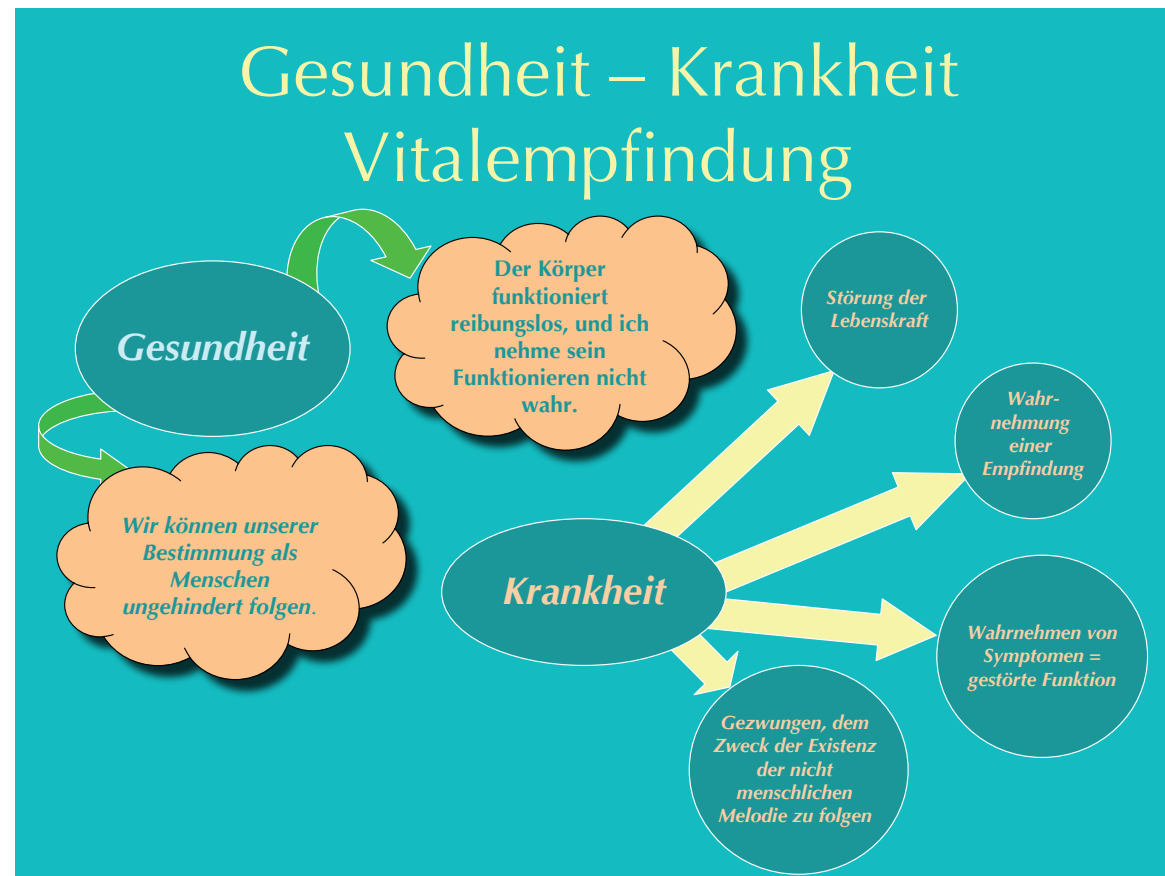 Gesundheit – Krankheit
Vitalempfindung
Gesundheit
Der Körper
funktioniert
reibungslos, und ich
nehme sein
Funktionieren nicht
wahr.
Wir können unserer
Bestimmung als
Menschen
ungehindert folgen.
Krankheit
Störung der
Lebenskraft
Wahr-
nehmung
einer
Empfindung
Wahrnehmen von
Symptomen =
gestörte Funktion
Gezwungen, dem
Zweck der Existenz
der nicht
menschlichen
Melodie zu folgen